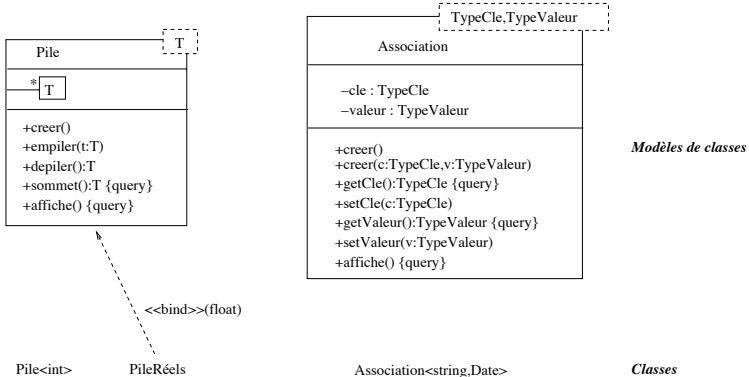 T
Pile
* T
+creer()
+empiler(t:T)
+depiler():T
+sommet():T {query}
+affiche() {query}
TypeCle,TypeValeur
Association
–cle : TypeCle
–valeur : TypeValeur
+creer()
+creer(c:TypeCle,v:TypeValeur)
+getCle():TypeCle {query}
+setCle(c:TypeCle)
+getValeur():TypeValeur {query}
+setValeur(v:TypeValeur)
+affiche() {query}
Modèles de classes
<<bind>>(float)
Pile<int>
PileRéels
Association<string,Date>
Classes